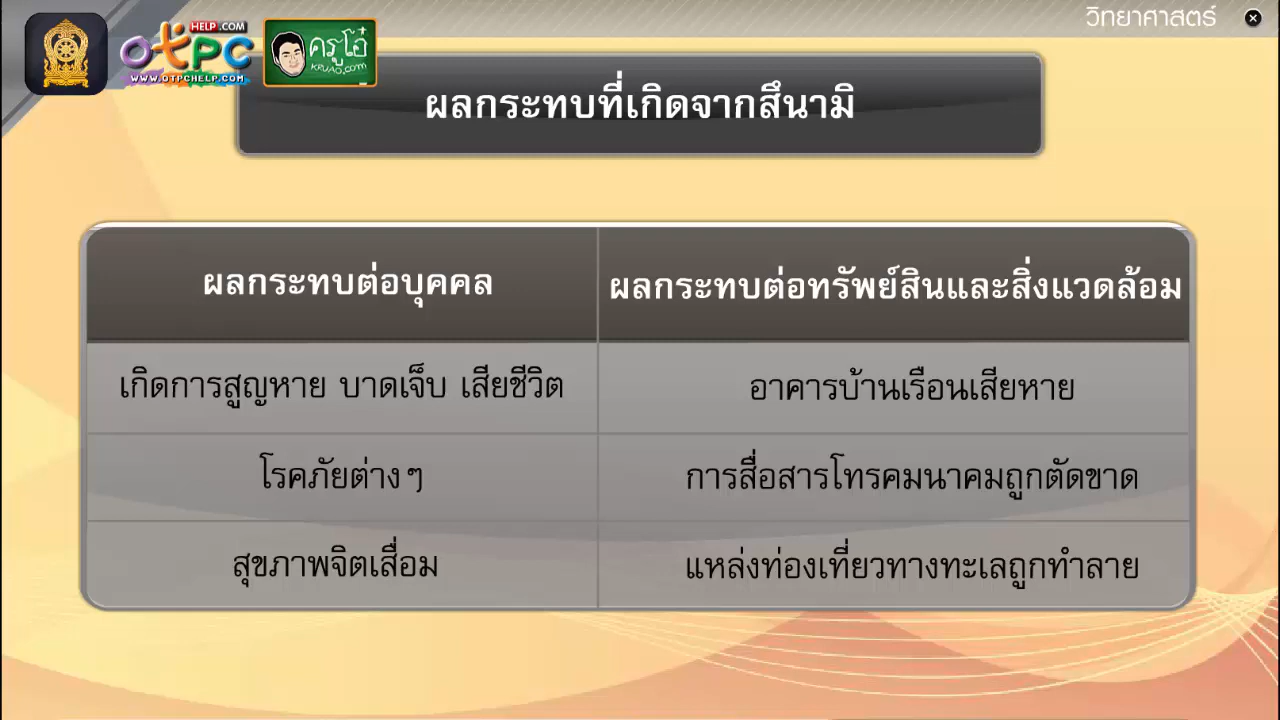 วิทยาศาสตร์
HELP.COM
OTPC
WWW.OTPCHELP.COM
ครูโอ๋
KRUAO.COM
ผลกระทบที่เกิดจากสึนามิ
ผลกระทบต่อบุคคล
ผลกระทบต่อทรัพย์สินและสิ่งแวดล้อม
เกิดการสูญหาย บาดเจ็บ เสียชีวิต
อาคารบ้านเรือนเสียหาย
โรคภัยต่างๆ
การสื่อสารโทรคมนาคมถูกตัดขาด
สุขภาพจิตเสื่อม
แหล่งท่องเที่ยวทางทะเลถูกทำลาย